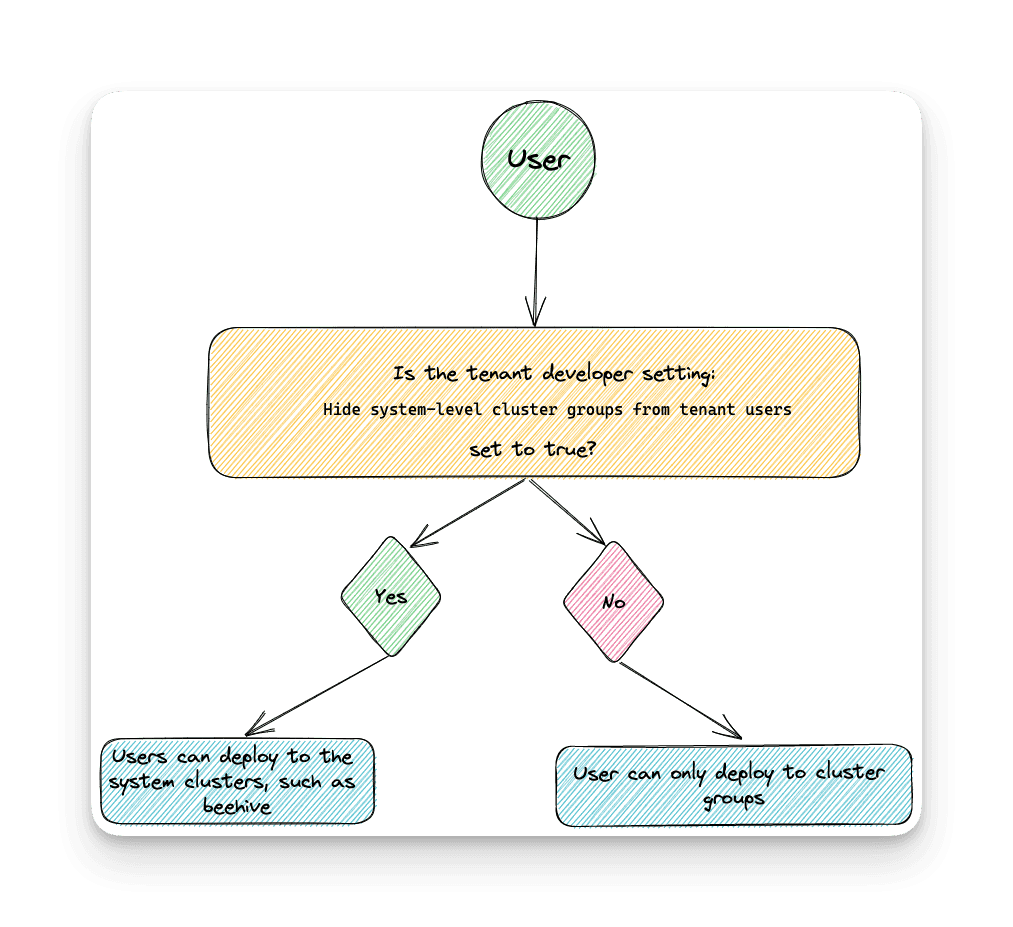 User
Is the tenant developer setting:
Hide system-level cluster groups from tenant users
set to true?
Yes
No
Users can deploy to the
system clusters, such as
beehive
User can only deploy to cluster
groups